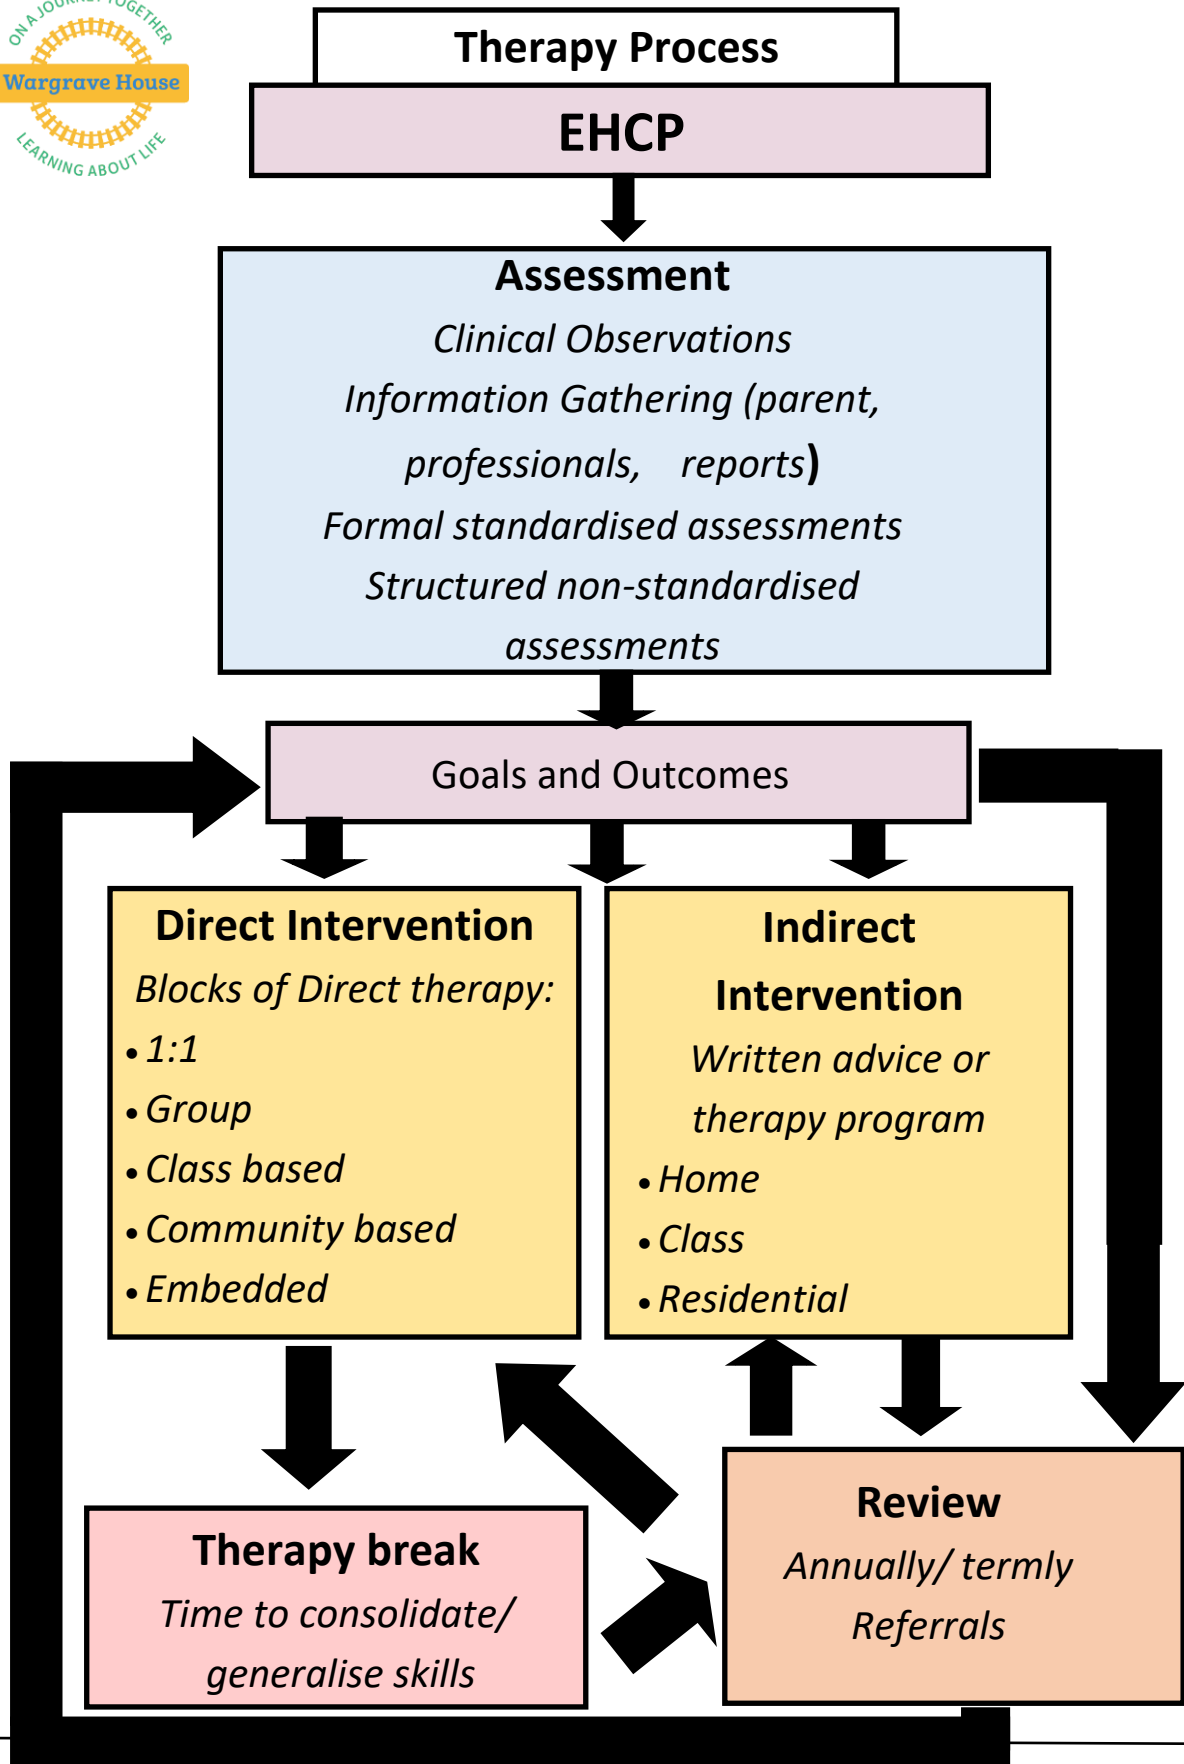 ON A JOURNEY TOGETHER
Wargrave House
LEARNING ABOUT LIFE
Therapy Process
EHCP
Assessment
Clinical Observations
Information Gathering (parent,
professionals, reports)
Formal standardised assessments
Structured non-standardised
assessments
Goals and Outcomes
Direct Intervention
Blocks of Direct therapy:
• 1:1
• Group
• Class based
• Community based
• Embedded
Indirect
Intervention
Written advice or
therapy program
• Home
• Class
• Residential
Therapy break
Time to consolidate/
generalise skills
Review
Annually/ termly
Referrals